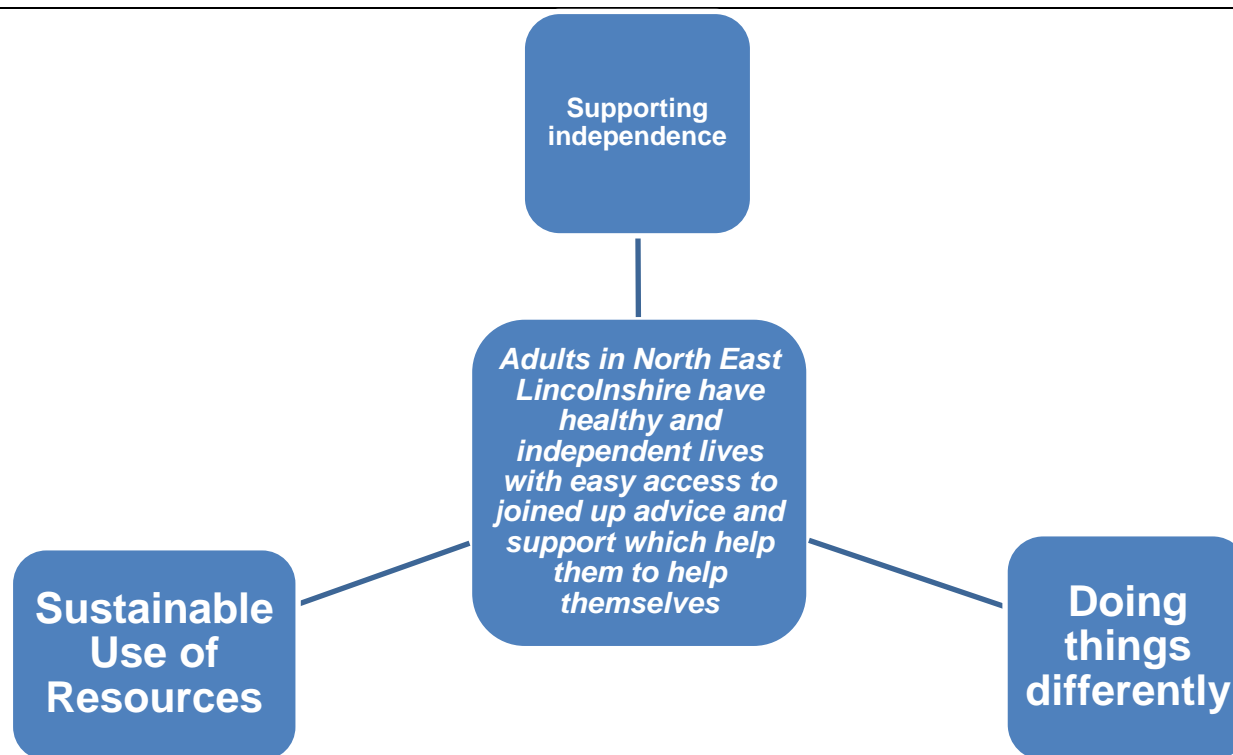 Supporting
independence
Adults in North East
Lincolnshire have
healthy and
independent lives
with easy access to
joined up advice and
support which help
them to help
themselves
Sustainable
Use of
Resources
Doing
things
differently